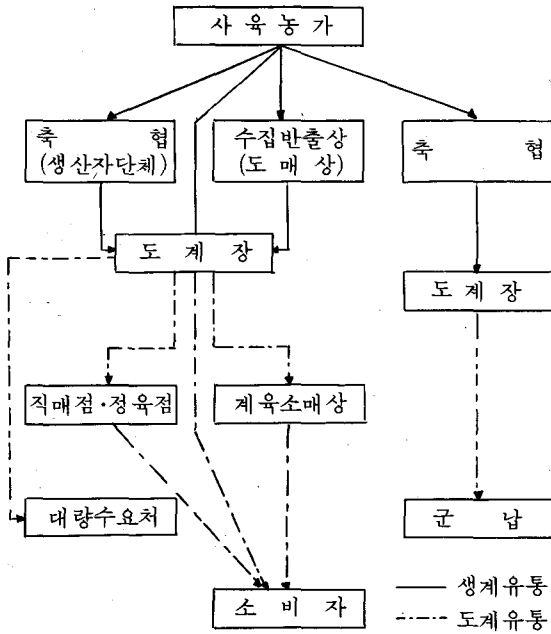 사 육 농 가
축 협
(생산자단체)
수집반출상
(도 매 상)
축 협
도 계 장
도 계 장
직매점·정육점
계육소매상
대량수요처
군 납
소 비 자
생계유통
도계유통